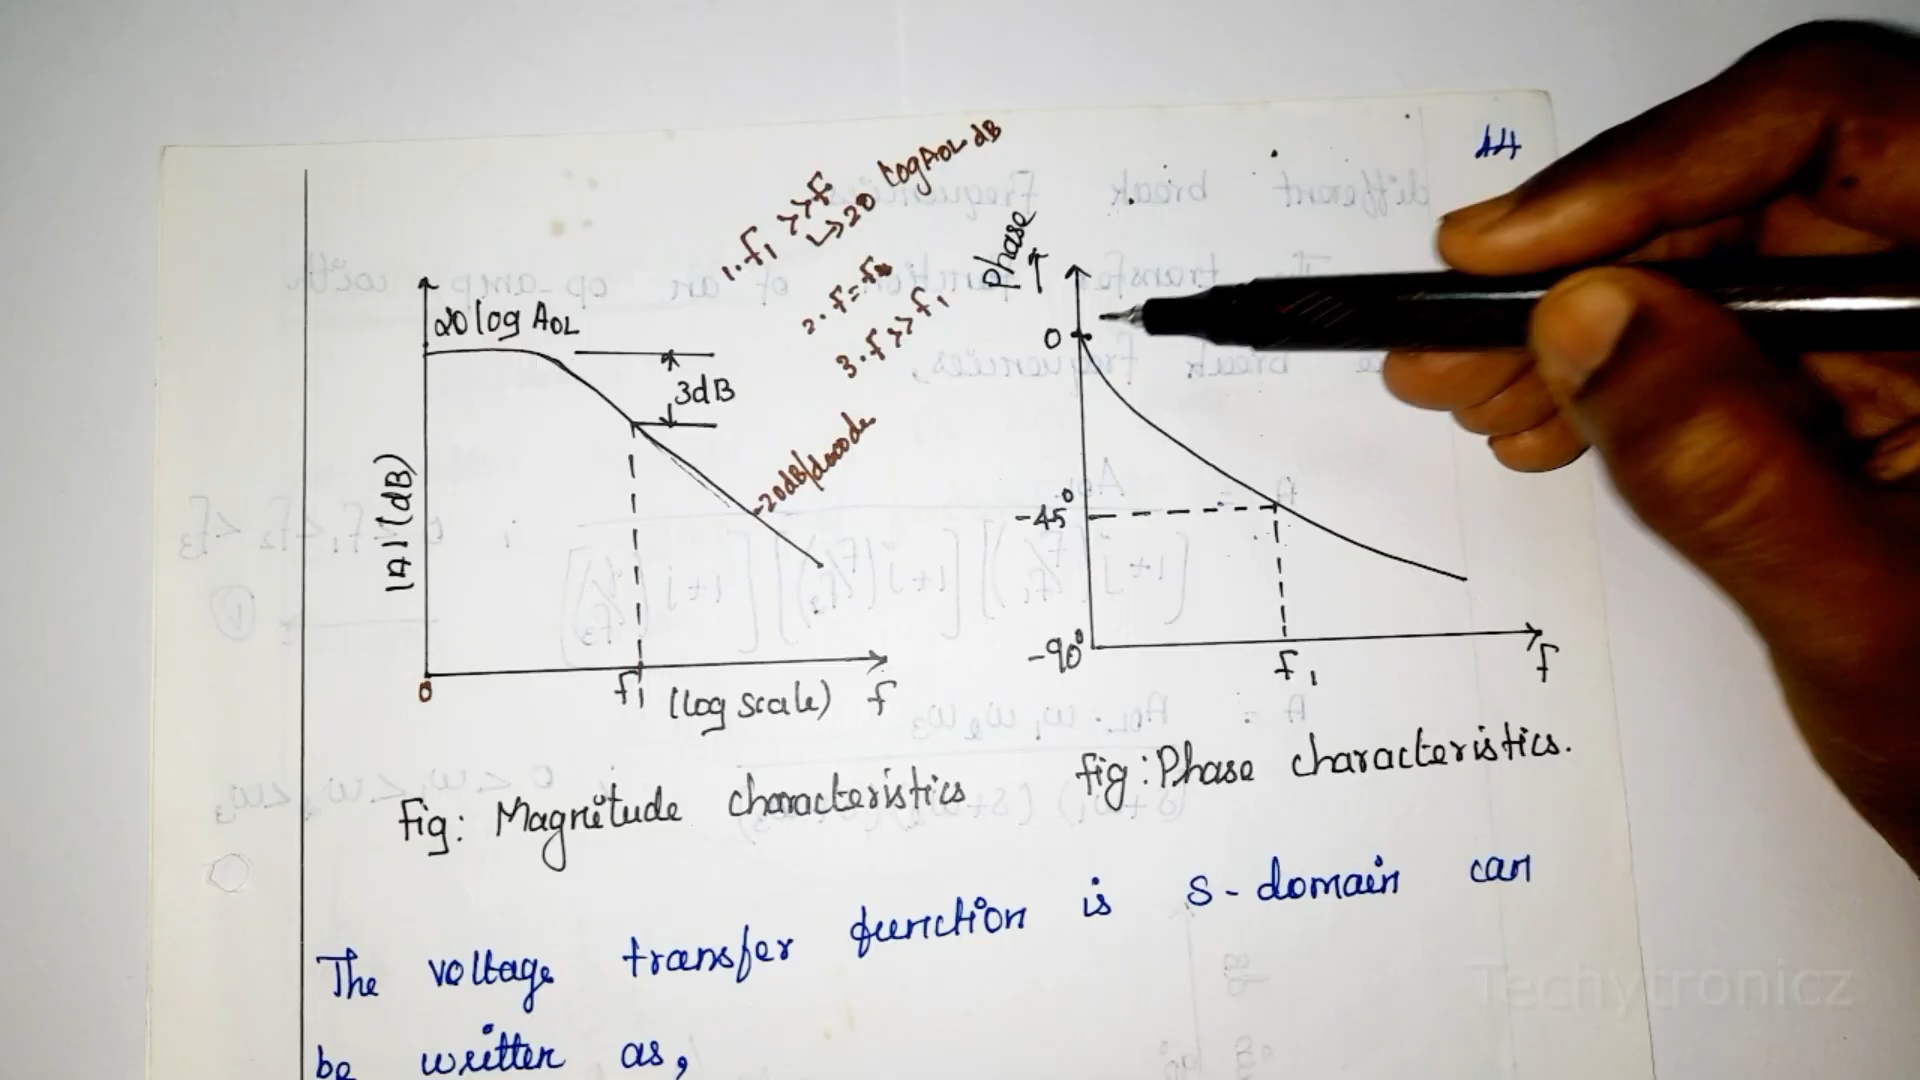 14
1. f₁ >> f
↳ 20 log AOL dB
2. f = f₁
3. f >> f₁
-20dB/decade
20 log AOL
3dB
|A| (dB)
0
f₁
(log scale) f
Phase
0
-45°
-90°
f₁
f
Fig: Magnitude characteristics
fig: Phase characteristics.
The voltage transfer function is s-domain can
be written as,
Techytronicz